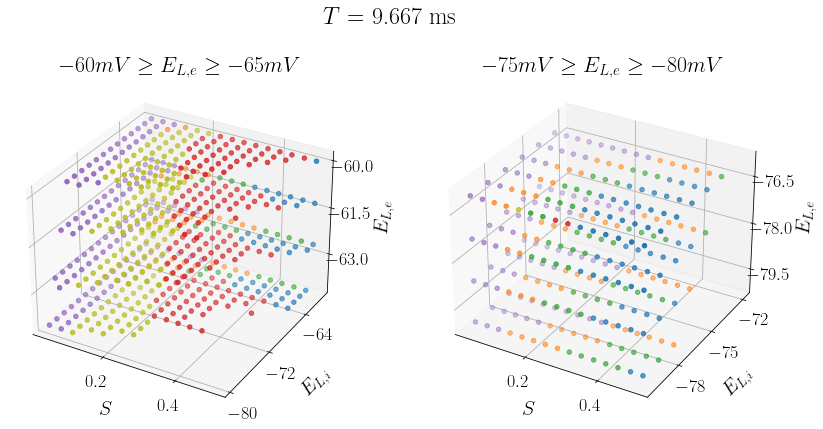 T = 9.667 ms
−60mV ≥ E_{L,e} ≥ −65mV
−60.0
−61.5
−63.0
E_{L,e}
−64
−72
−80
E_{L,i}
0.2
0.4
S
−75mV ≥ E_{L,e} ≥ −80mV
−76.5
−78.0
−79.5
E_{L,e}
−72
−75
−78
E_{L,i}
0.2
0.4
S